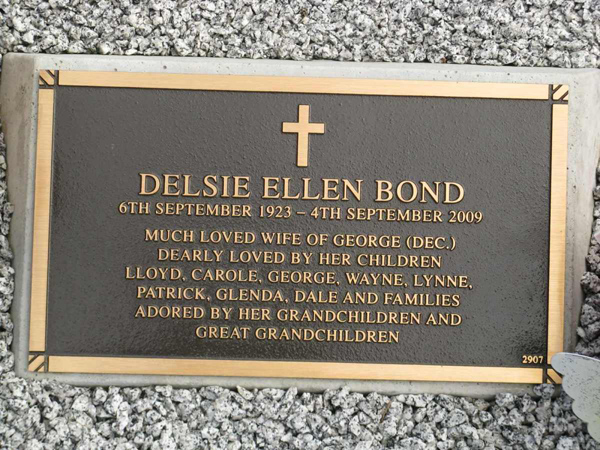 DELSIE ELLEN BOND
6TH SEPTEMBER 1923 – 4TH SEPTEMBER 2009
MUCH LOVED WIFE OF GEORGE (DEC.)
DEARLY LOVED BY HER CHILDREN
LLOYD, CAROLE, GEORGE, WAYNE, LYNNE,
PATRICK, GLENDA, DALE AND FAMILIES
ADORED BY HER GRANDCHILDREN AND
GREAT GRANDCHILDREN
2907